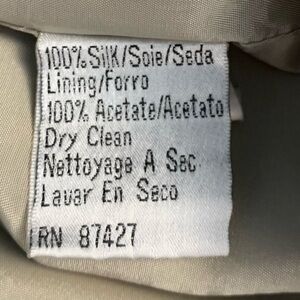 100% Silk/Soie/Seda
Lining/Forro
100% Acetate/Acetato
Dry Clean
Nettoyage A Sec
Lavar En Seco
RN 87427